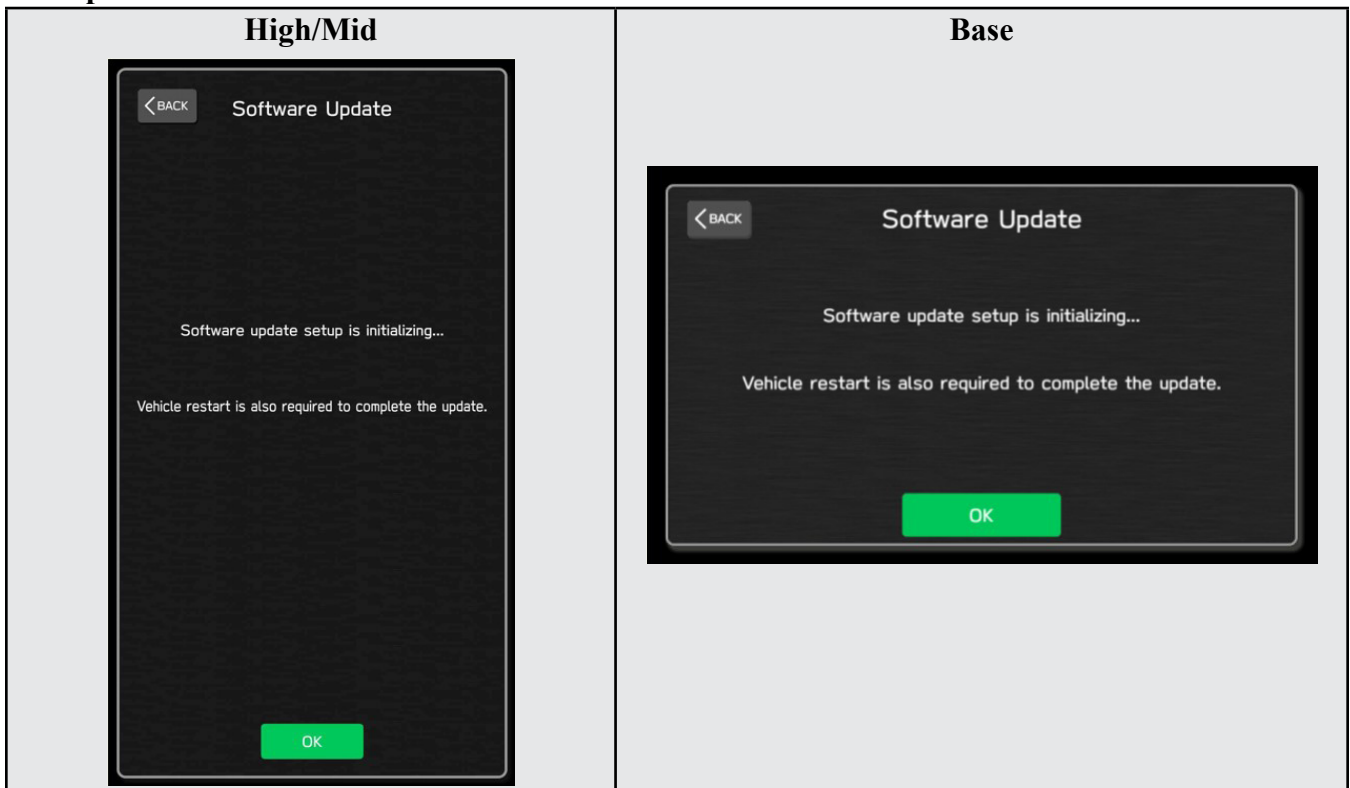 High/Mid
Base
BACK
Software Update
Software update setup is initializing...
Vehicle restart is also required to complete the update.
OK
BACK
Software Update
Software update setup is initializing...
Vehicle restart is also required to complete the update.
OK